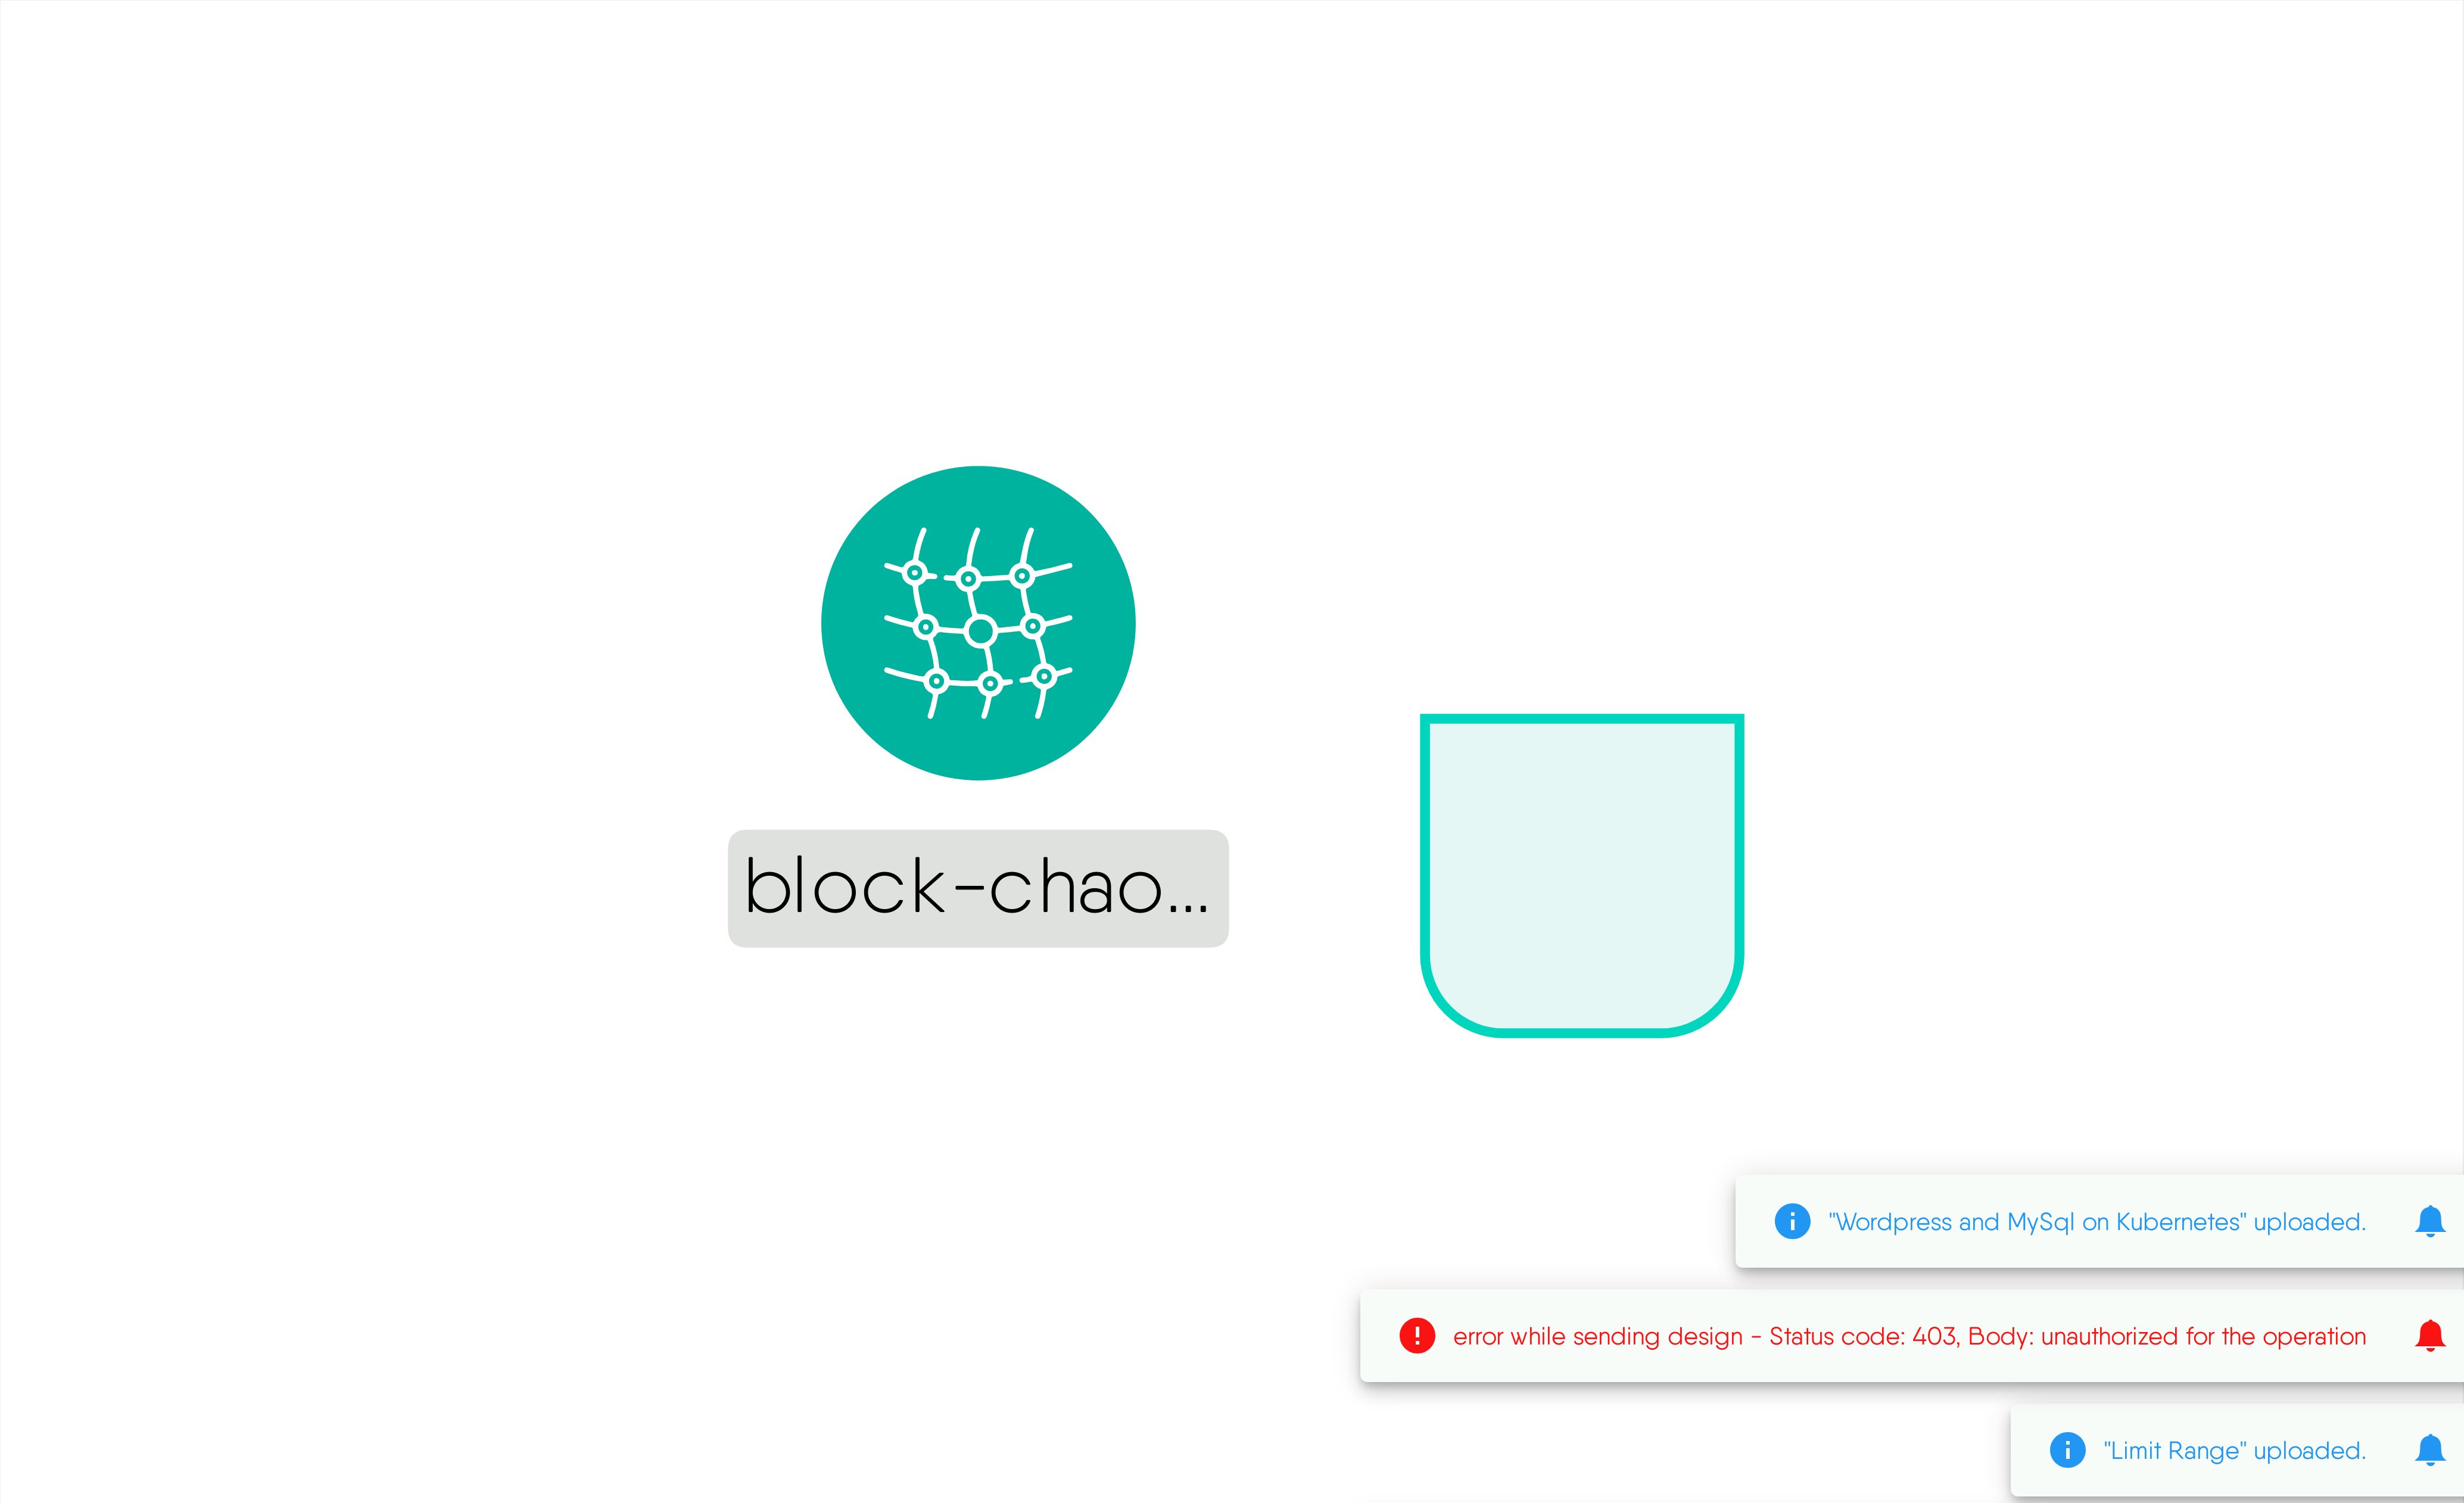 block-chao...
"Wordpress and MySql on Kubernetes" uploaded.
error while sending design - Status code: 403, Body: unauthorized for the operation
"Limit Range" uploaded.